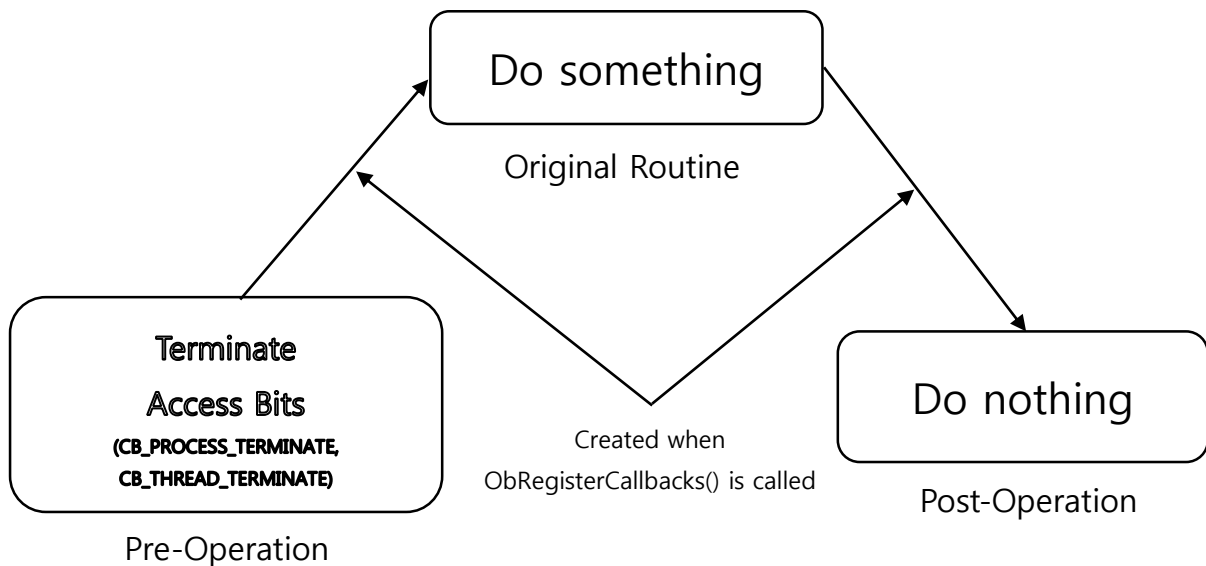 Do something
Original Routine
Terminate
Access Bits
(CB_PROCESS_TERMINATE,
CB_THREAD_TERMINATE)
Pre-Operation
Created when
ObRegisterCallbacks() is called
Do nothing
Post-Operation